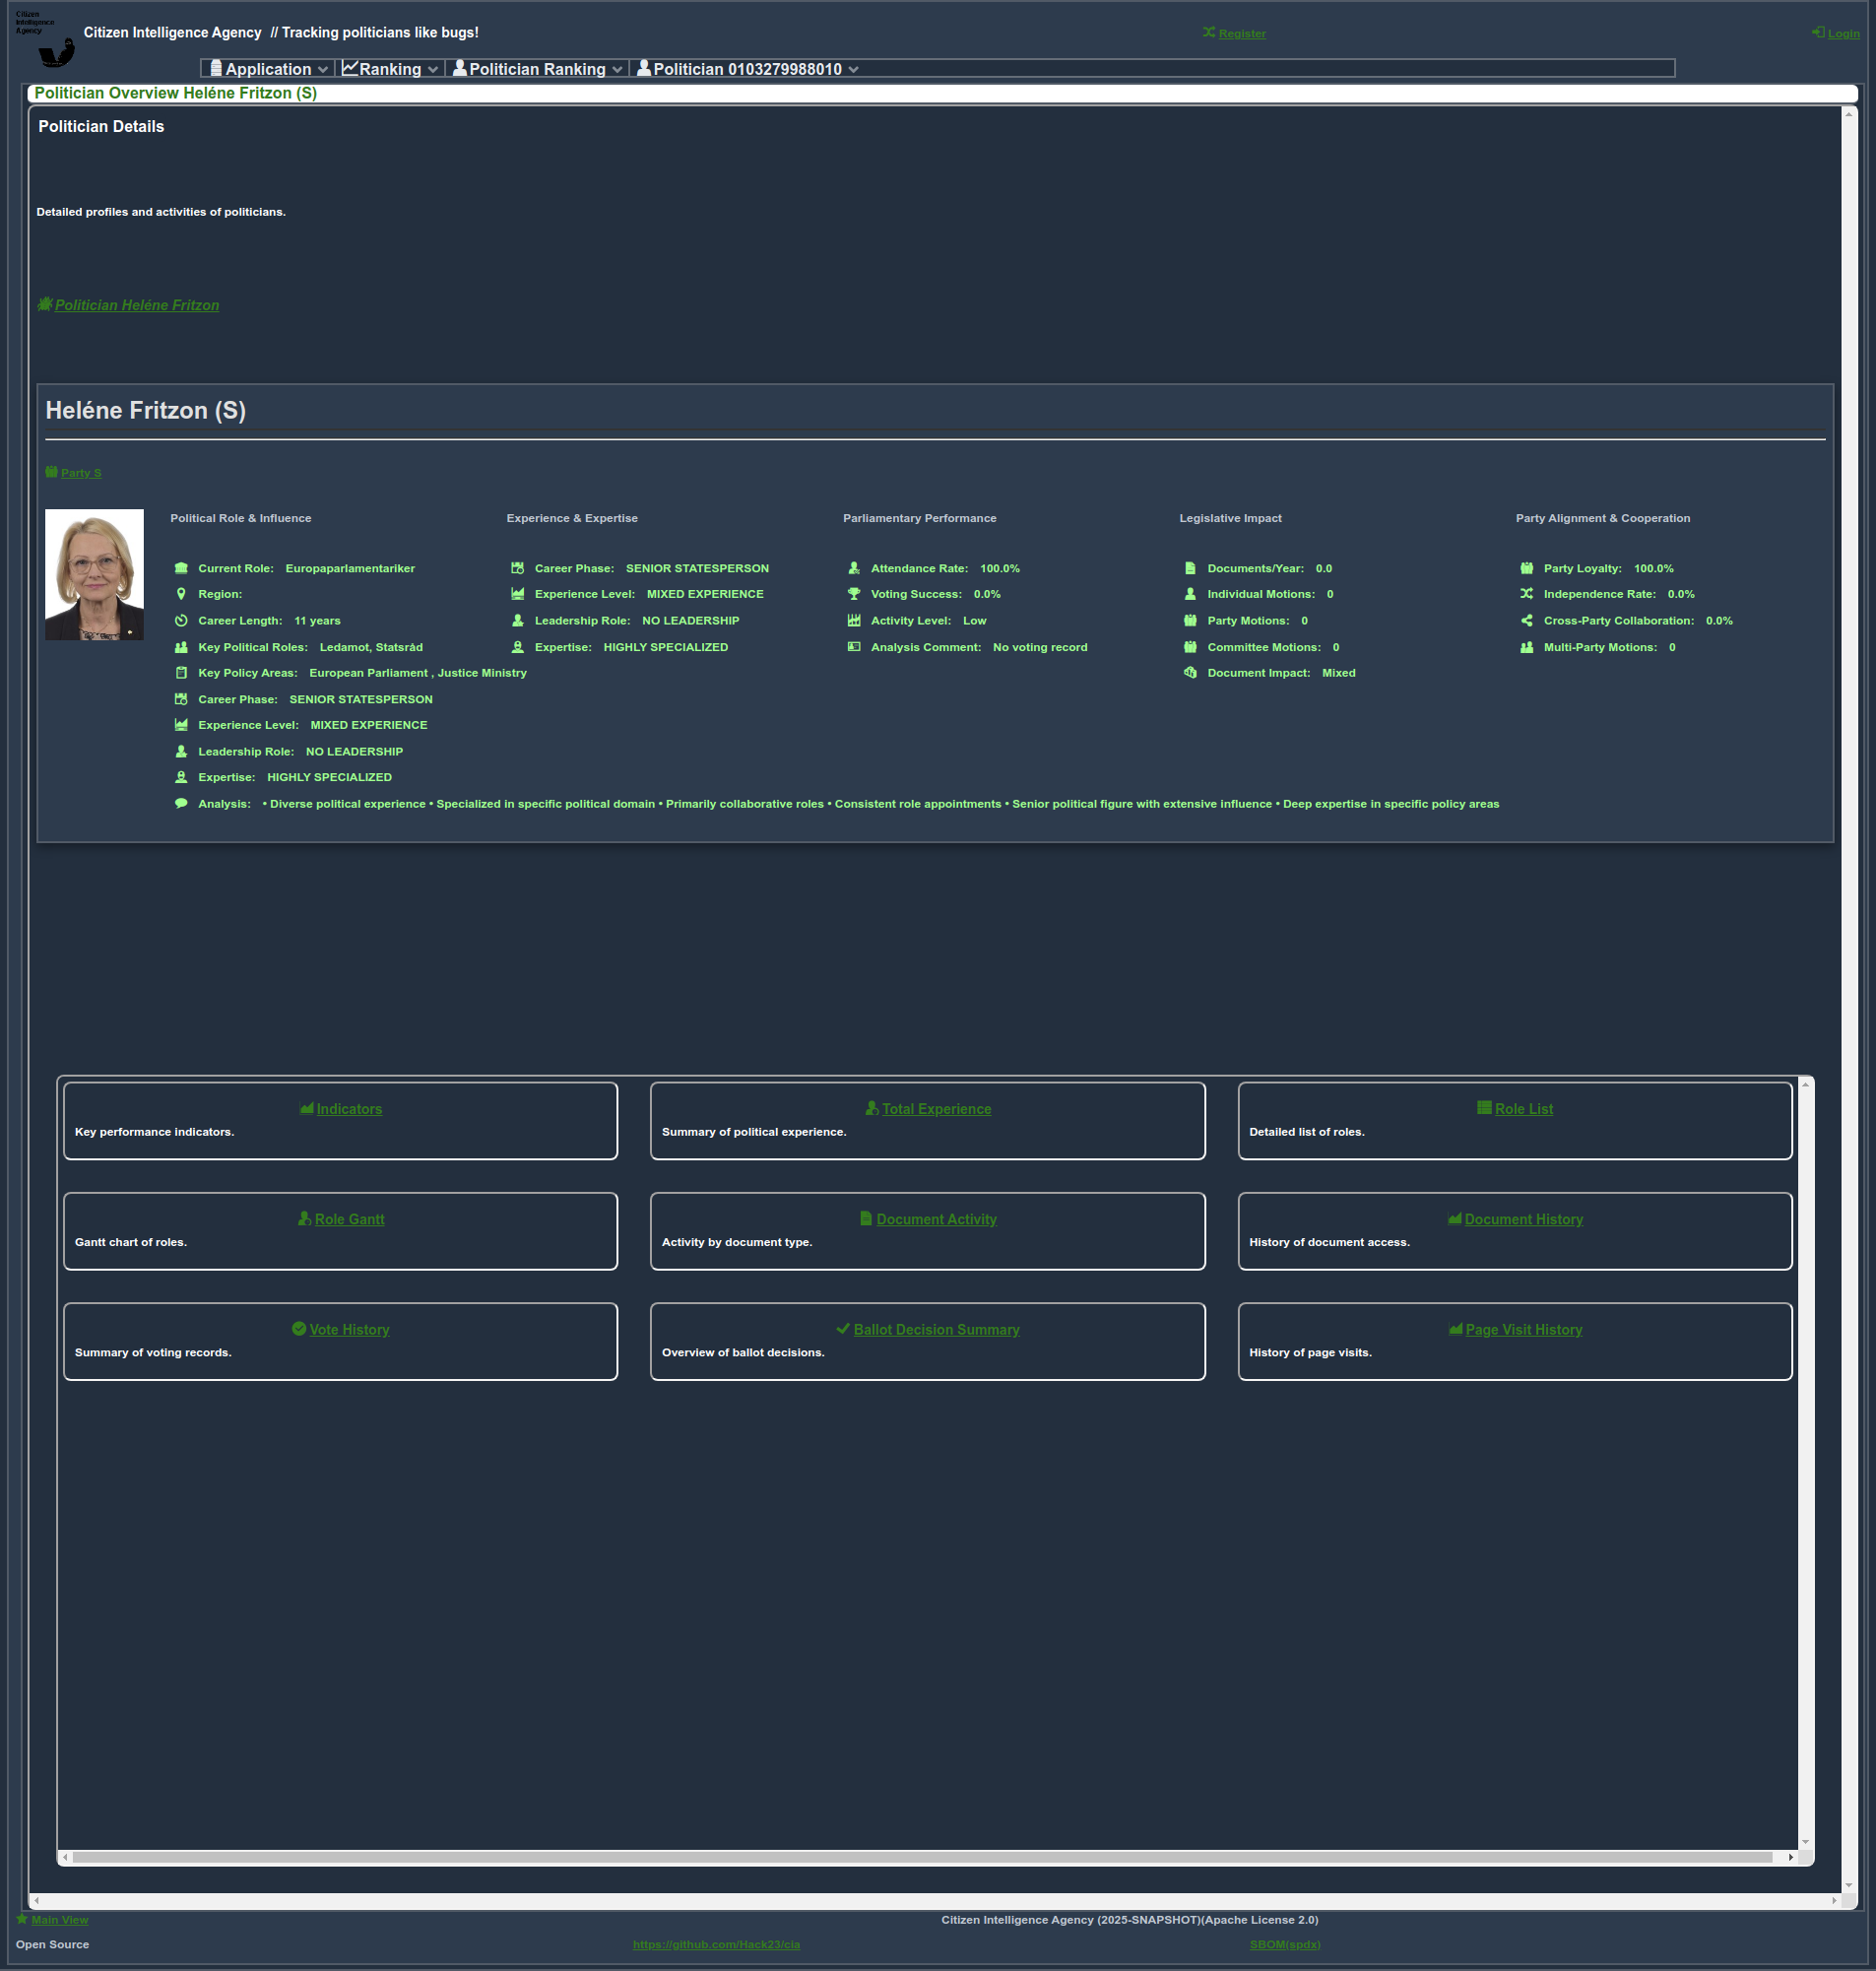 Citizen
Intelligence
Agency
Citizen Intelligence Agency // Tracking politicians like bugs!
Register
Login
Application
Ranking
Politician Ranking
Politician 0103279988010
Politician Overview Heléne Fritzon (S)
Politician Details
Detailed profiles and activities of politicians.
Politician Heléne Fritzon
Heléne Fritzon (S)
Party S
Political Role & Influence
Current Role: Europaparlamentariker
Region:
Career Length: 11 years
Key Political Roles: Ledamot, Statsråd
Key Policy Areas: European Parliament , Justice Ministry
Career Phase: SENIOR STATESPERSON
Experience Level: MIXED EXPERIENCE
Leadership Role: NO LEADERSHIP
Expertise: HIGHLY SPECIALIZED
Analysis: • Diverse political experience • Specialized in specific political domain • Primarily collaborative roles • Consistent role appointments • Senior political figure with extensive influence • Deep expertise in specific policy areas
Experience & Expertise
Career Phase: SENIOR STATESPERSON
Experience Level: MIXED EXPERIENCE
Leadership Role: NO LEADERSHIP
Expertise: HIGHLY SPECIALIZED
Parliamentary Performance
Attendance Rate: 100.0%
Voting Success: 0.0%
Activity Level: Low
Analysis Comment: No voting record
Legislative Impact
Documents/Year: 0.0
Individual Motions: 0
Party Motions: 0
Committee Motions: 0
Document Impact: Mixed
Party Alignment & Cooperation
Party Loyalty: 100.0%
Independence Rate: 0.0%
Cross-Party Collaboration: 0.0%
Multi-Party Motions: 0
Indicators
Key performance indicators.
Total Experience
Summary of political experience.
Role List
Detailed list of roles.
Role Gantt
Gantt chart of roles.
Document Activity
Activity by document type.
Document History
History of document access.
Vote History
Summary of voting records.
Ballot Decision Summary
Overview of ballot decisions.
Page Visit History
History of page visits.
Main View
Citizen Intelligence Agency (2025-SNAPSHOT)(Apache License 2.0)
Open Source
https://github.com/Hack23/cia
SBOM(spdx)